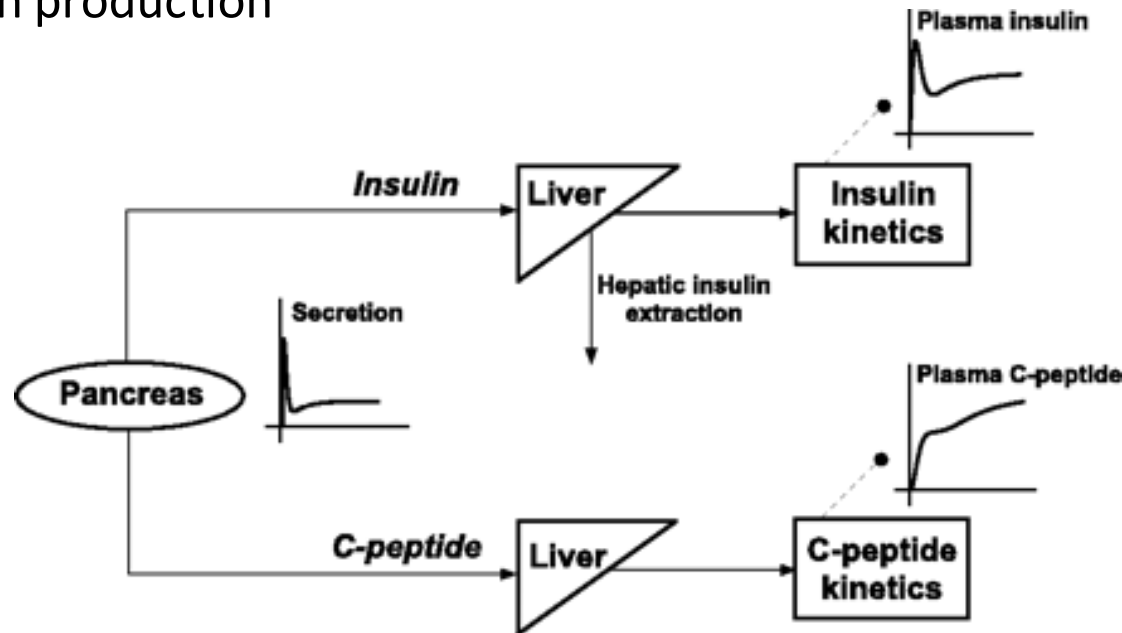 production
Plasma insulin
Insulin
Liver
Insulin
kinetics
Hepatic insulin
extraction
Secretion
Pancreas
Plasma C-peptide
C-peptide
Liver
C-peptide
kinetics